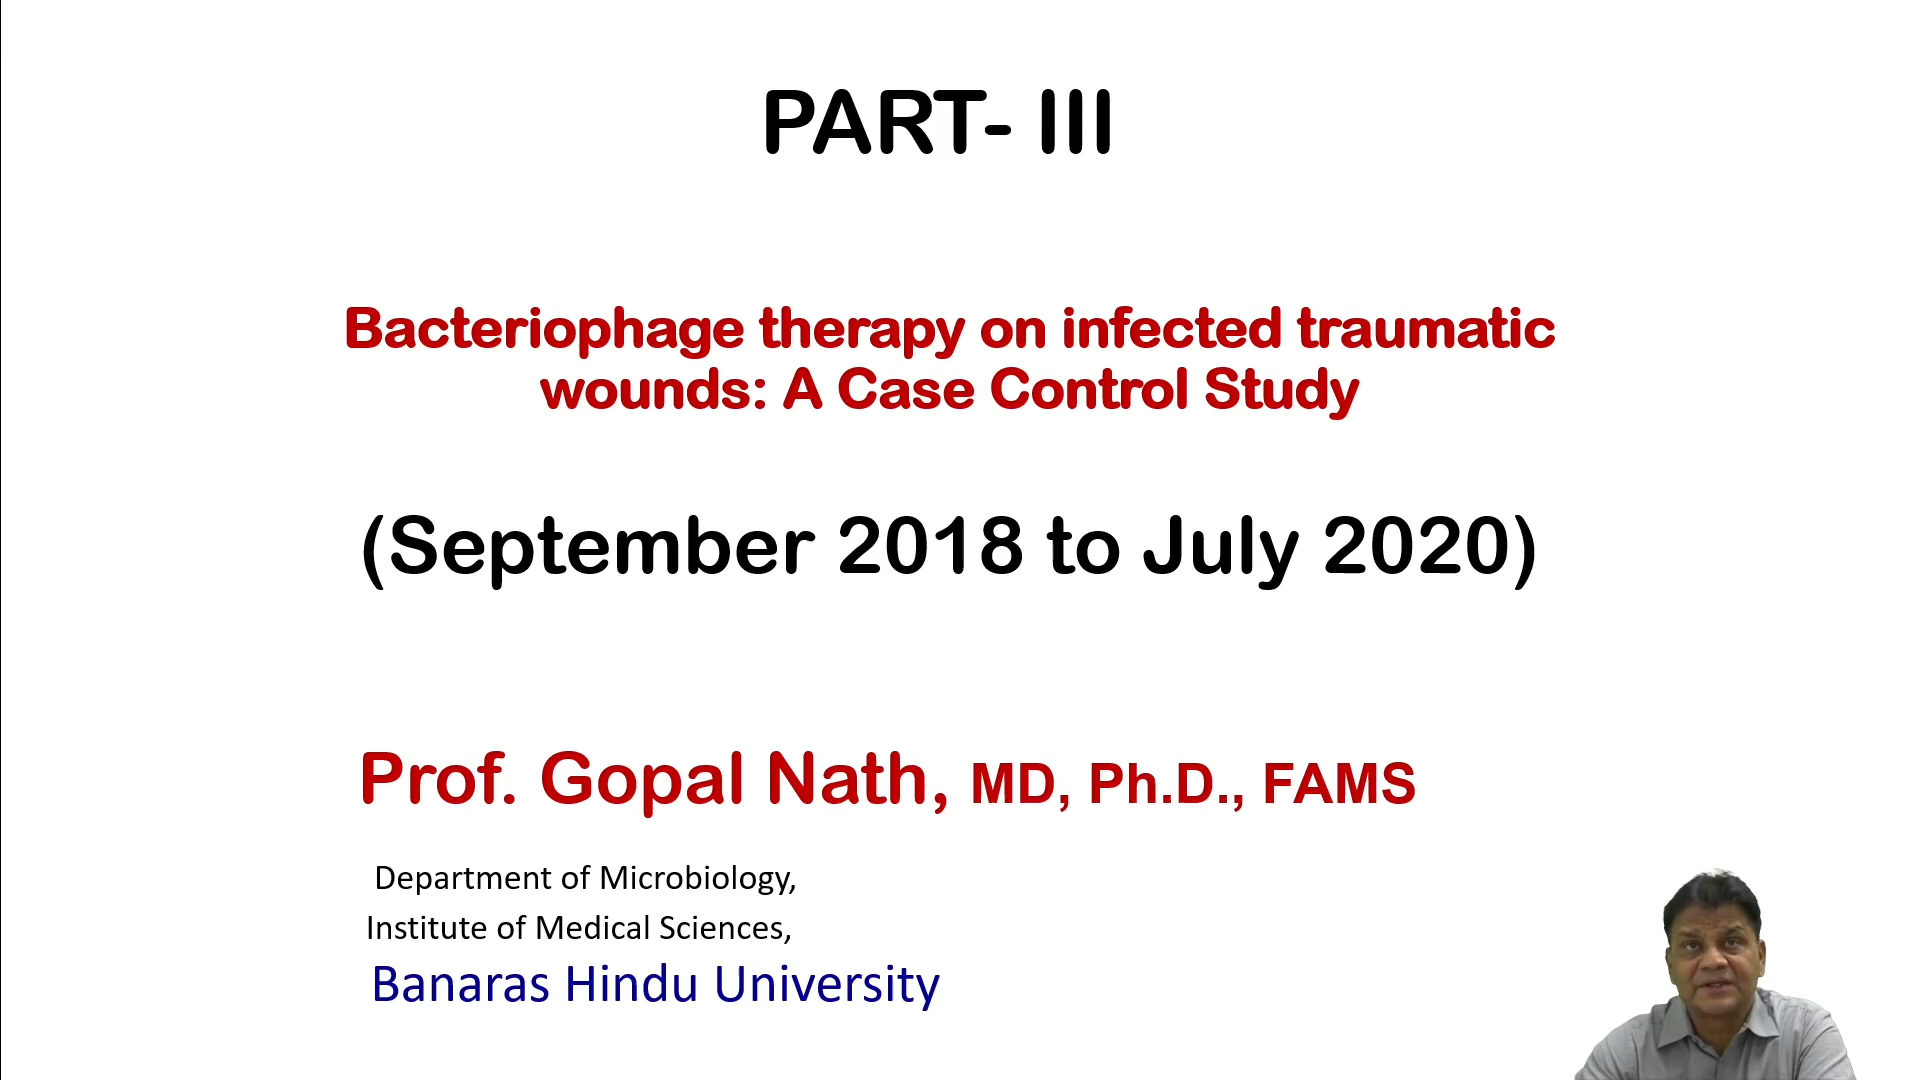 PART- III
Bacteriophage therapy on infected traumatic
wounds: A Case Control Study
(September 2018 to July 2020)
Prof. Gopal Nath, MD, Ph.D., FAMS
Department of Microbiology,
Institute of Medical Sciences,
Banaras Hindu University